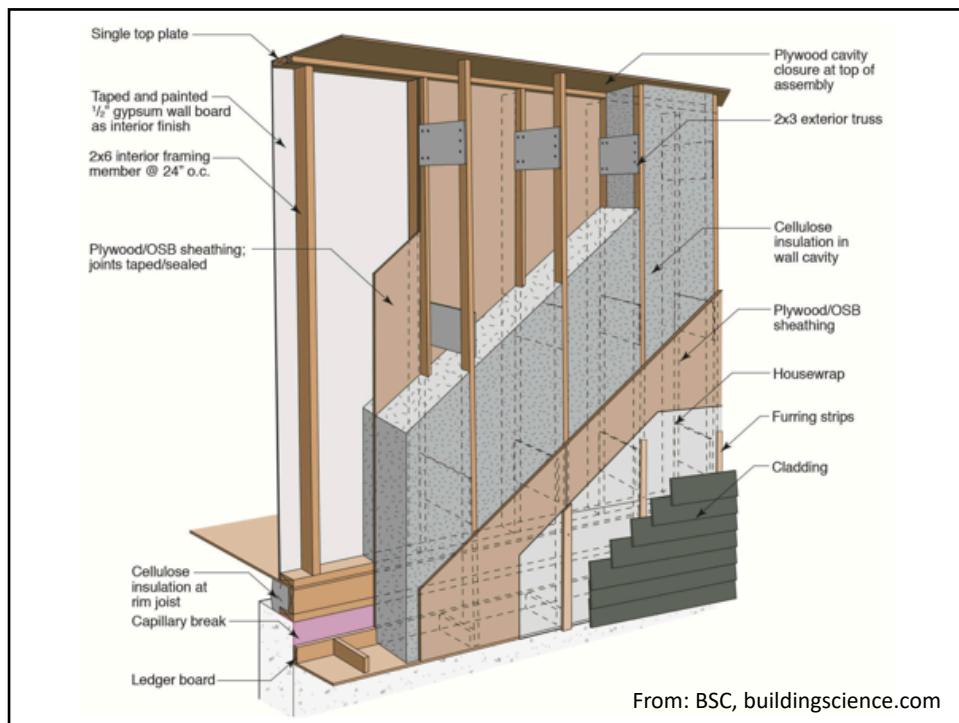 Single top plate
Taped and painted
½" gypsum wall board
as interior finish
2x6 interior framing
member @ 24" o.c.
Plywood/OSB sheathing;
joints taped/sealed
Cellulose
insulation at
rim joist
Capillary break
Ledger board
Plywood cavity
closure at top of
assembly
2x3 exterior truss
Cellulose
insulation in
wall cavity
Plywood/OSB
sheathing
Housewrap
Furring strips
Cladding
From: BSC, buildingscience.com